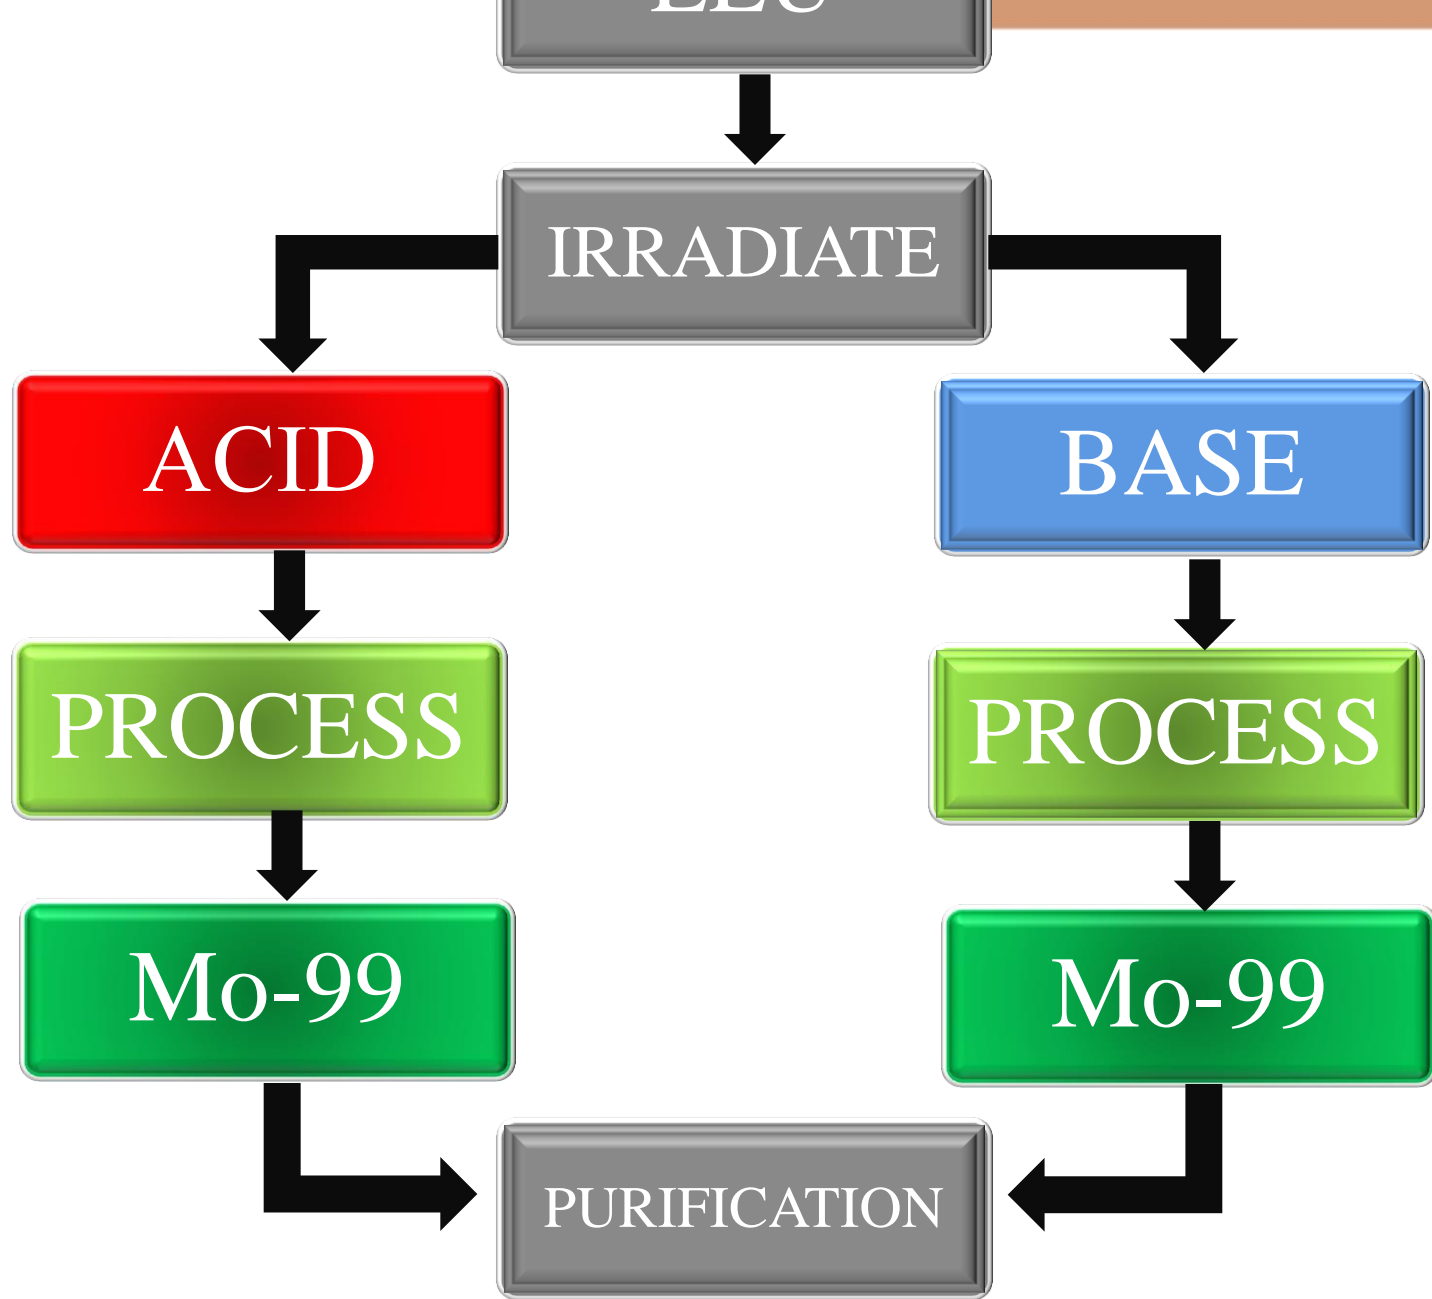 IRRADIATE
ACID
BASE
PROCESS
PROCESS
Mo-99
Mo-99
PURIFICATION